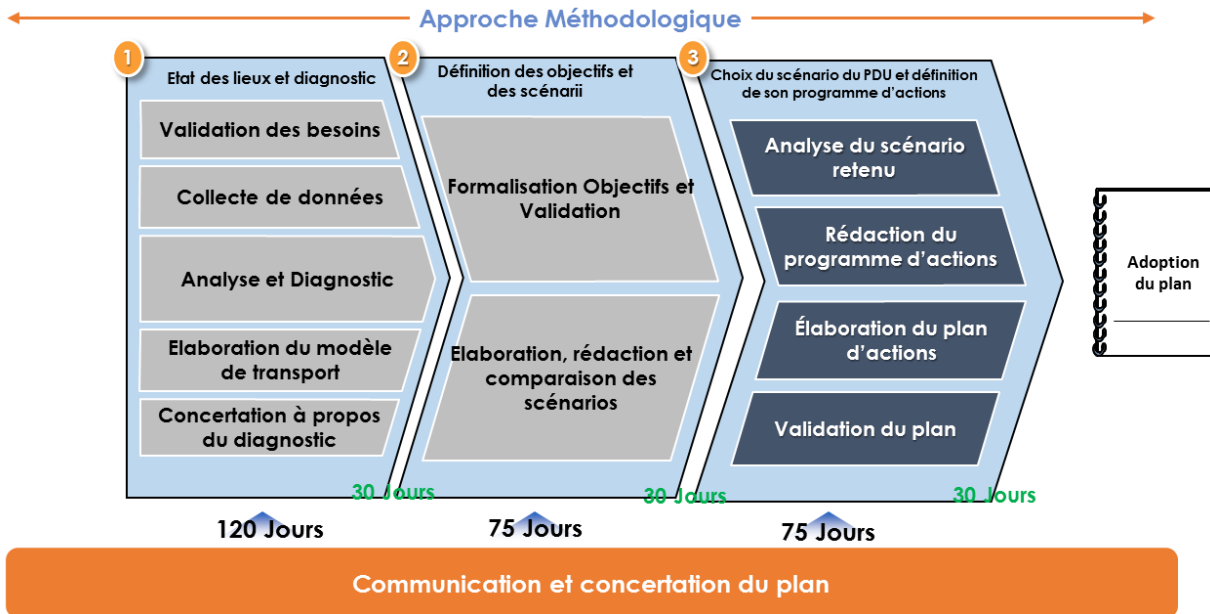 Approche Méthodologique
1
Etat des lieux et diagnostic
Validation des besoins
Collecte de données
Analyse et Diagnostic
Elaboration du modèle
de transport
Concertation à propos
du diagnostic
30 Jours
120 Jours
2
Définition des objectifs et
des scénarii
Formalisation Objectifs et
Validation
Elaboration, rédaction et
comparaison des
scénarios
30 Jours
75 Jours
3
Choix du scénario du PDU et définition
de son programme d'actions
Analyse du scénario
retenu
Rédaction du
programme d'actions
Élaboration du plan
d'actions
Validation du plan
30 Jours
75 Jours
Adoption
du plan
Communication et concertation du plan